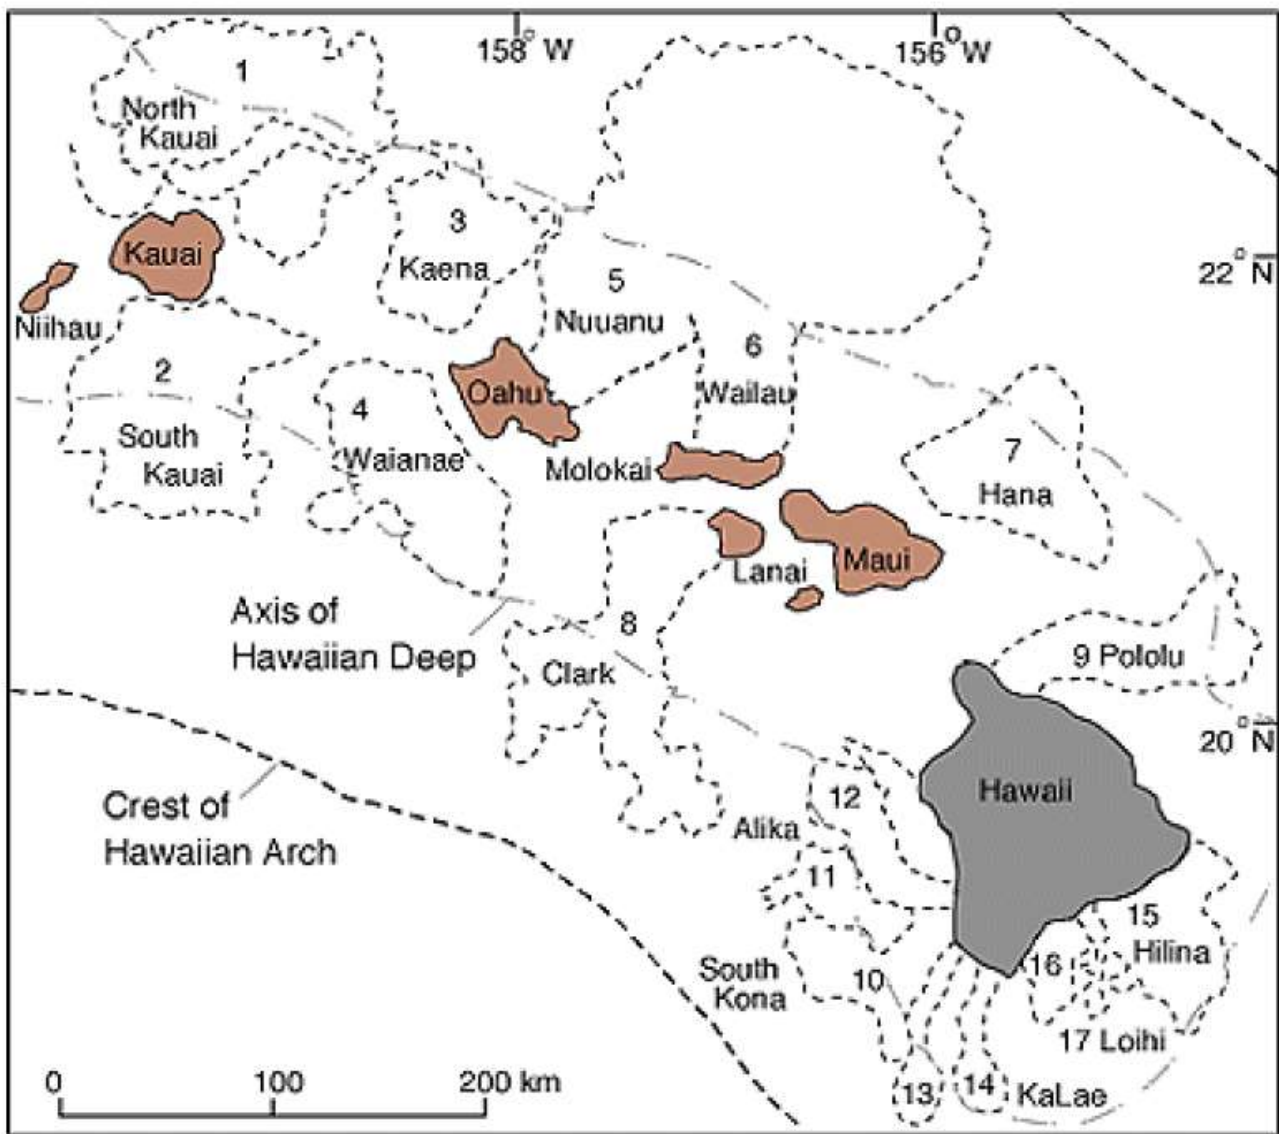 158° W
156° W
1
North
Kauai
3
Kaena
Kauai
5
Nuuanu
22° N
Niihau
2
6
Wailau
Oahu
4
South
Kauai
Waianae
Molokai
7
Hana
Maui
Lanai
Axis of
Hawaiian Deep
8
Clark
9 Pololu
20° N
Hawaii
12
Crest of
Hawaiian Arch
Alika
11
15
Hilina
16
South
Kona
10
17 Loihi
13
14
KaLae
0 100 200 km